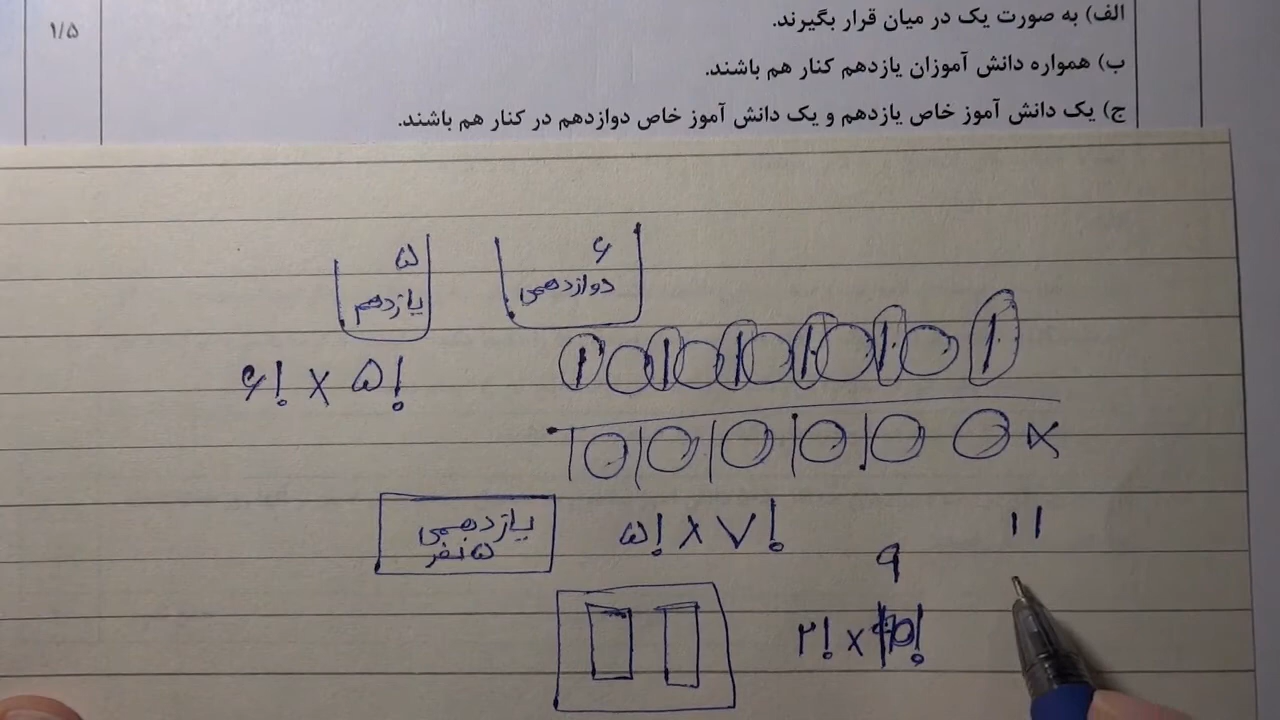 الف) به صورت یک در میان قرار بگیرند.
۱/۵
ب) همواره دانش آموزان یازدهم کنار هم باشند.
ج) یک دانش آموز خاص یازدهم و یک دانش آموز خاص دوازدهم در کنار هم باشند.
۶ ۵
دوازدهمی یازدهم
۶! × ۵!
یازدهمی ۵! × ۷! ۱۱
۵ نفر
۹
۲! ×